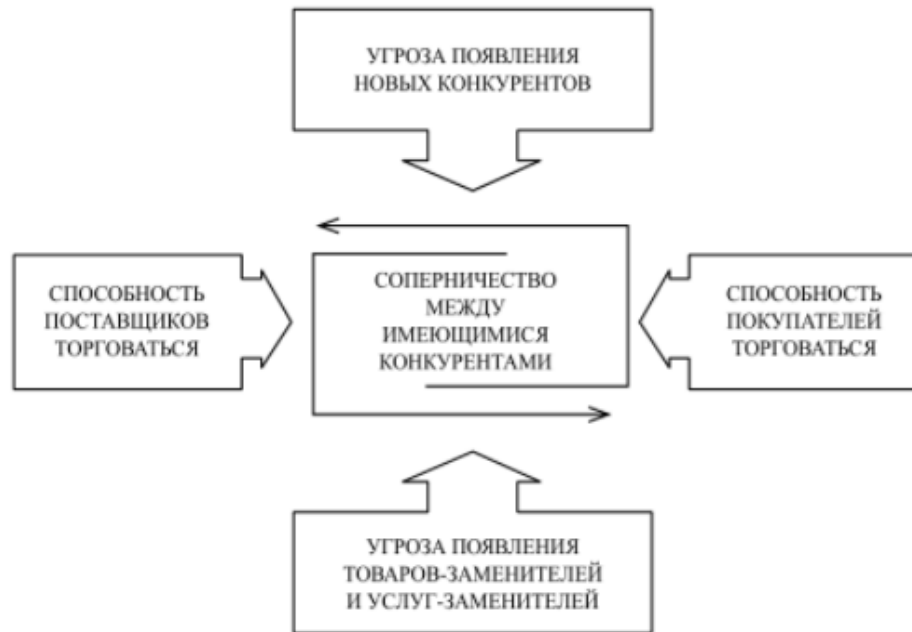 УГРОЗА ПОЯВЛЕНИЯ
НОВЫХ КОНКУРЕНТОВ
СПОСОБНОСТЬ
ПОСТАВЩИКОВ
ТОРГОВАТЬСЯ
СОПЕРНИЧЕСТВО
МЕЖДУ
ИМЕЮЩИМИСЯ
КОНКУРЕНТАМИ
СПОСОБНОСТЬ
ПОКУПАТЕЛЕЙ
ТОРГОВАТЬСЯ
УГРОЗА ПОЯВЛЕНИЯ
ТОВАРОВ-ЗАМЕНИТЕЛЕЙ
И УСЛУГ-ЗАМЕНИТЕЛЕЙ